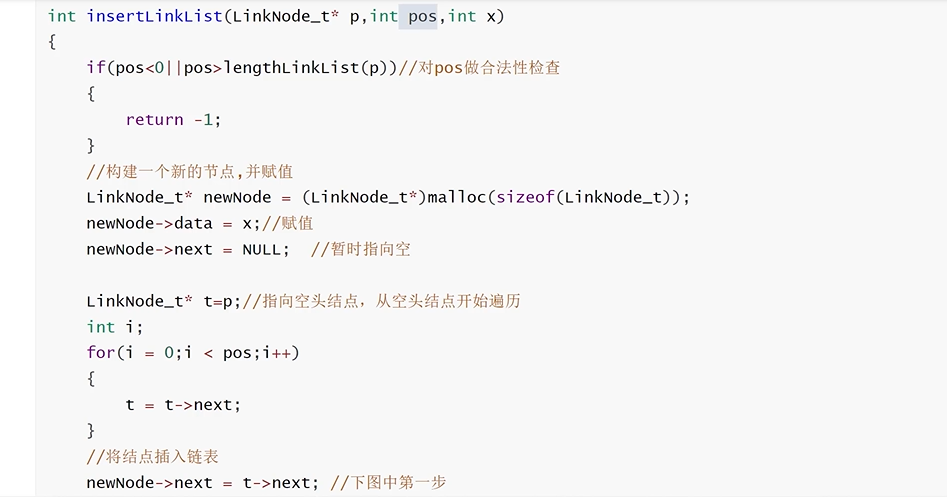 int insertLinkList(LinkNode_t* p,int pos,int x)
{
    if(pos<0||pos>lengthLinkList(p))//对pos做合法性检查
    {
        return -1;
    }
    //构建一个新的节点,并赋值
    LinkNode_t* newNode = (LinkNode_t*)malloc(sizeof(LinkNode_t));
    newNode->data = x;//赋值
    newNode->next = NULL;  //暂时指向空
    LinkNode_t* t=p;//指向空头结点，从空头结点开始遍历
    int i;
    for(i = 0;i < pos;i++)
    {
        t = t->next;
    }
    //将结点插入链表
    newNode->next = t->next; //下图中第一步